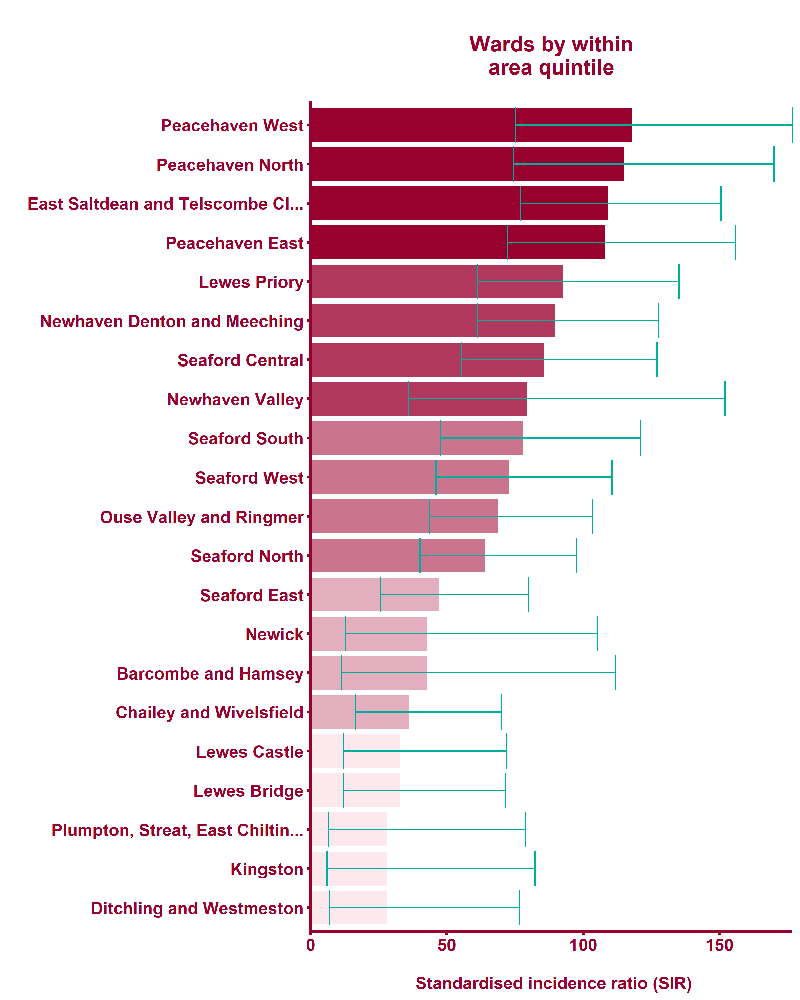 Wards by within
area quintile
Peacehaven West
Peacehaven North
East Saltdean and Telscombe Cl...
Peacehaven East
Lewes Priory
Newhaven Denton and Meeching
Seaford Central
Newhaven Valley
Seaford South
Seaford West
Ouse Valley and Ringmer
Seaford North
Seaford East
Newick
Barcombe and Hamsey
Chailey and Wivelsfield
Lewes Castle
Lewes Bridge
Plumpton, Streat, East Chiltin...
Kingston
Ditchling and Westmeston
0 50 100 150
Standardised incidence ratio (SIR)